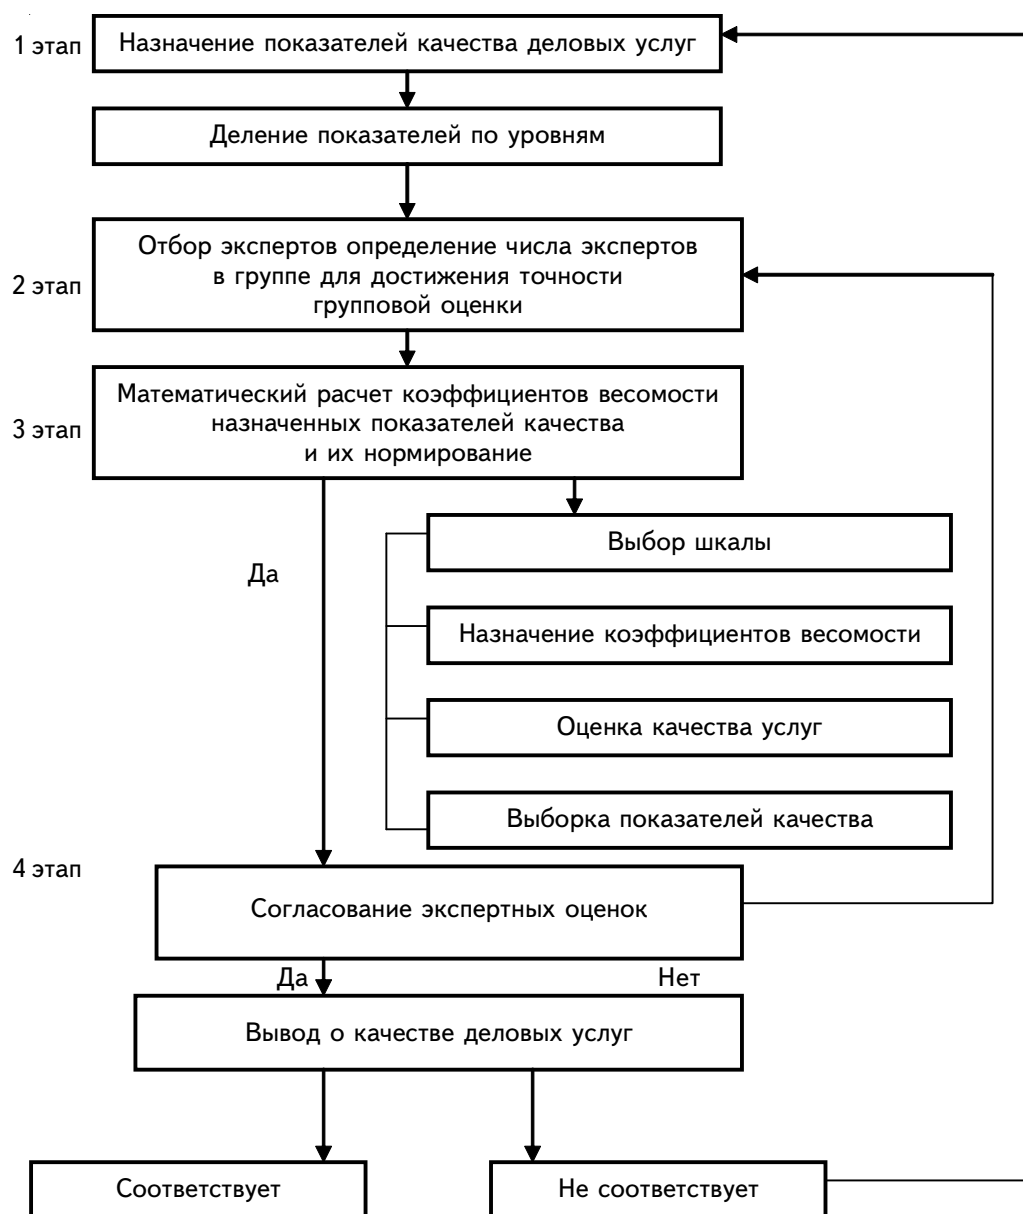 1 этап
Назначение показателей качества деловых услуг
Деление показателей по уровням
2 этап
Отбор экспертов определение числа экспертов
в группе для достижения точности
групповой оценки
3 этап
Математический расчет коэффициентов весомости
назначенных показателей качества
и их нормирование
Выбор шкалы
Да
Назначение коэффициентов весомости
Оценка качества услуг
Выборка показателей качества
4 этап
Согласование экспертных оценок
Да
Нет
Вывод о качестве деловых услуг
Соответствует
Не соответствует